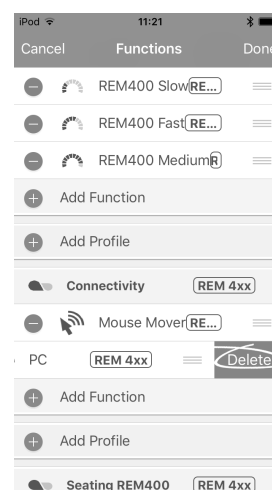 iPod 11:21
Cancel Functions Done
REM400 Slow RE...
REM400 Fast RE...
REM400 Medium R
Add Function
Add Profile
Connectivity REM 4xx
Mouse Mover RE...
PC REM 4xx Delete
Add Function
Add Profile
Seating REM400 REM 4xx